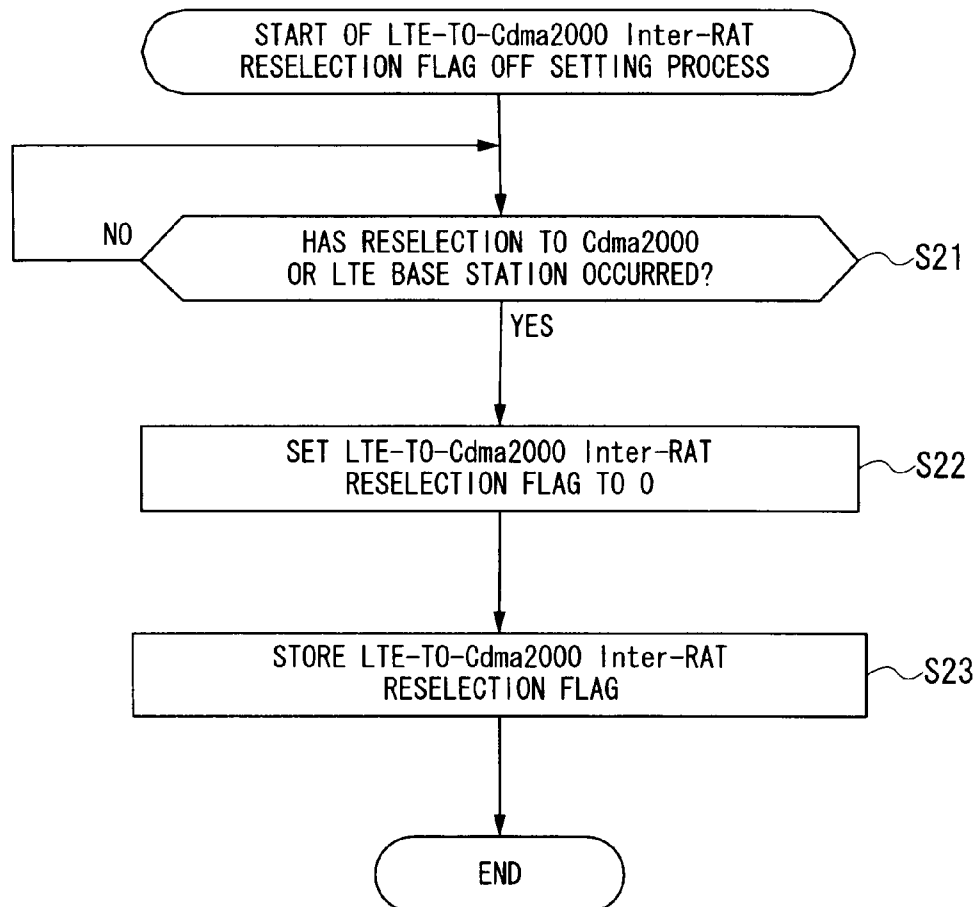 START OF LTE-TO-Cdma2000 Inter-RAT
RESELECTION FLAG OFF SETTING PROCESS
NO
HAS RESELECTION TO Cdma2000
OR LTE BASE STATION OCCURRED?
S21
YES
SET LTE-TO-Cdma2000 Inter-RAT
RESELECTION FLAG TO 0
S22
STORE LTE-TO-Cdma2000 Inter-RAT
RESELECTION FLAG
S23
END